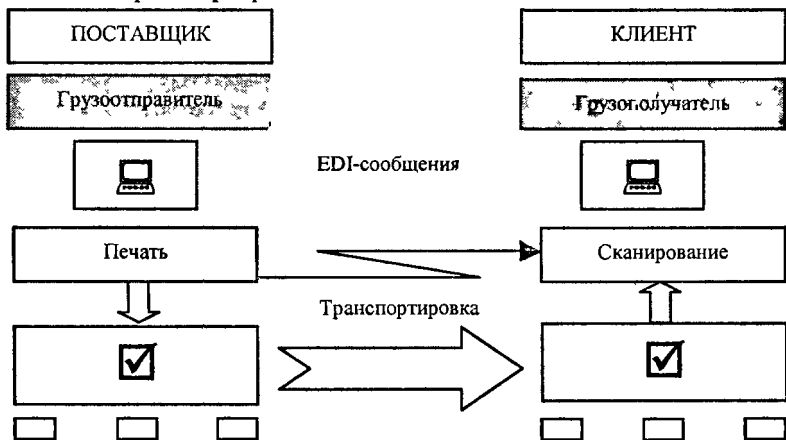 ПОСТАВЩИК
КЛИЕНТ
Грузоотправитель
Грузополучатель
EDI-сообщения
Печать
Сканирование
Транспортировка